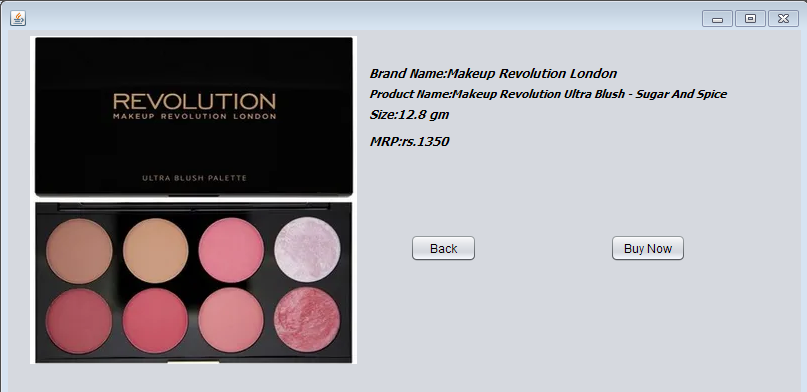 REVOLUTION
MAKEUP REVOLUTION LONDON
ULTRA BLUSH PALETTE
Brand Name:Makeup Revolution London
Product Name:Makeup Revolution Ultra Blush - Sugar And Spice
Size:12.8 gm
MRP:rs.1350
Back
Buy Now